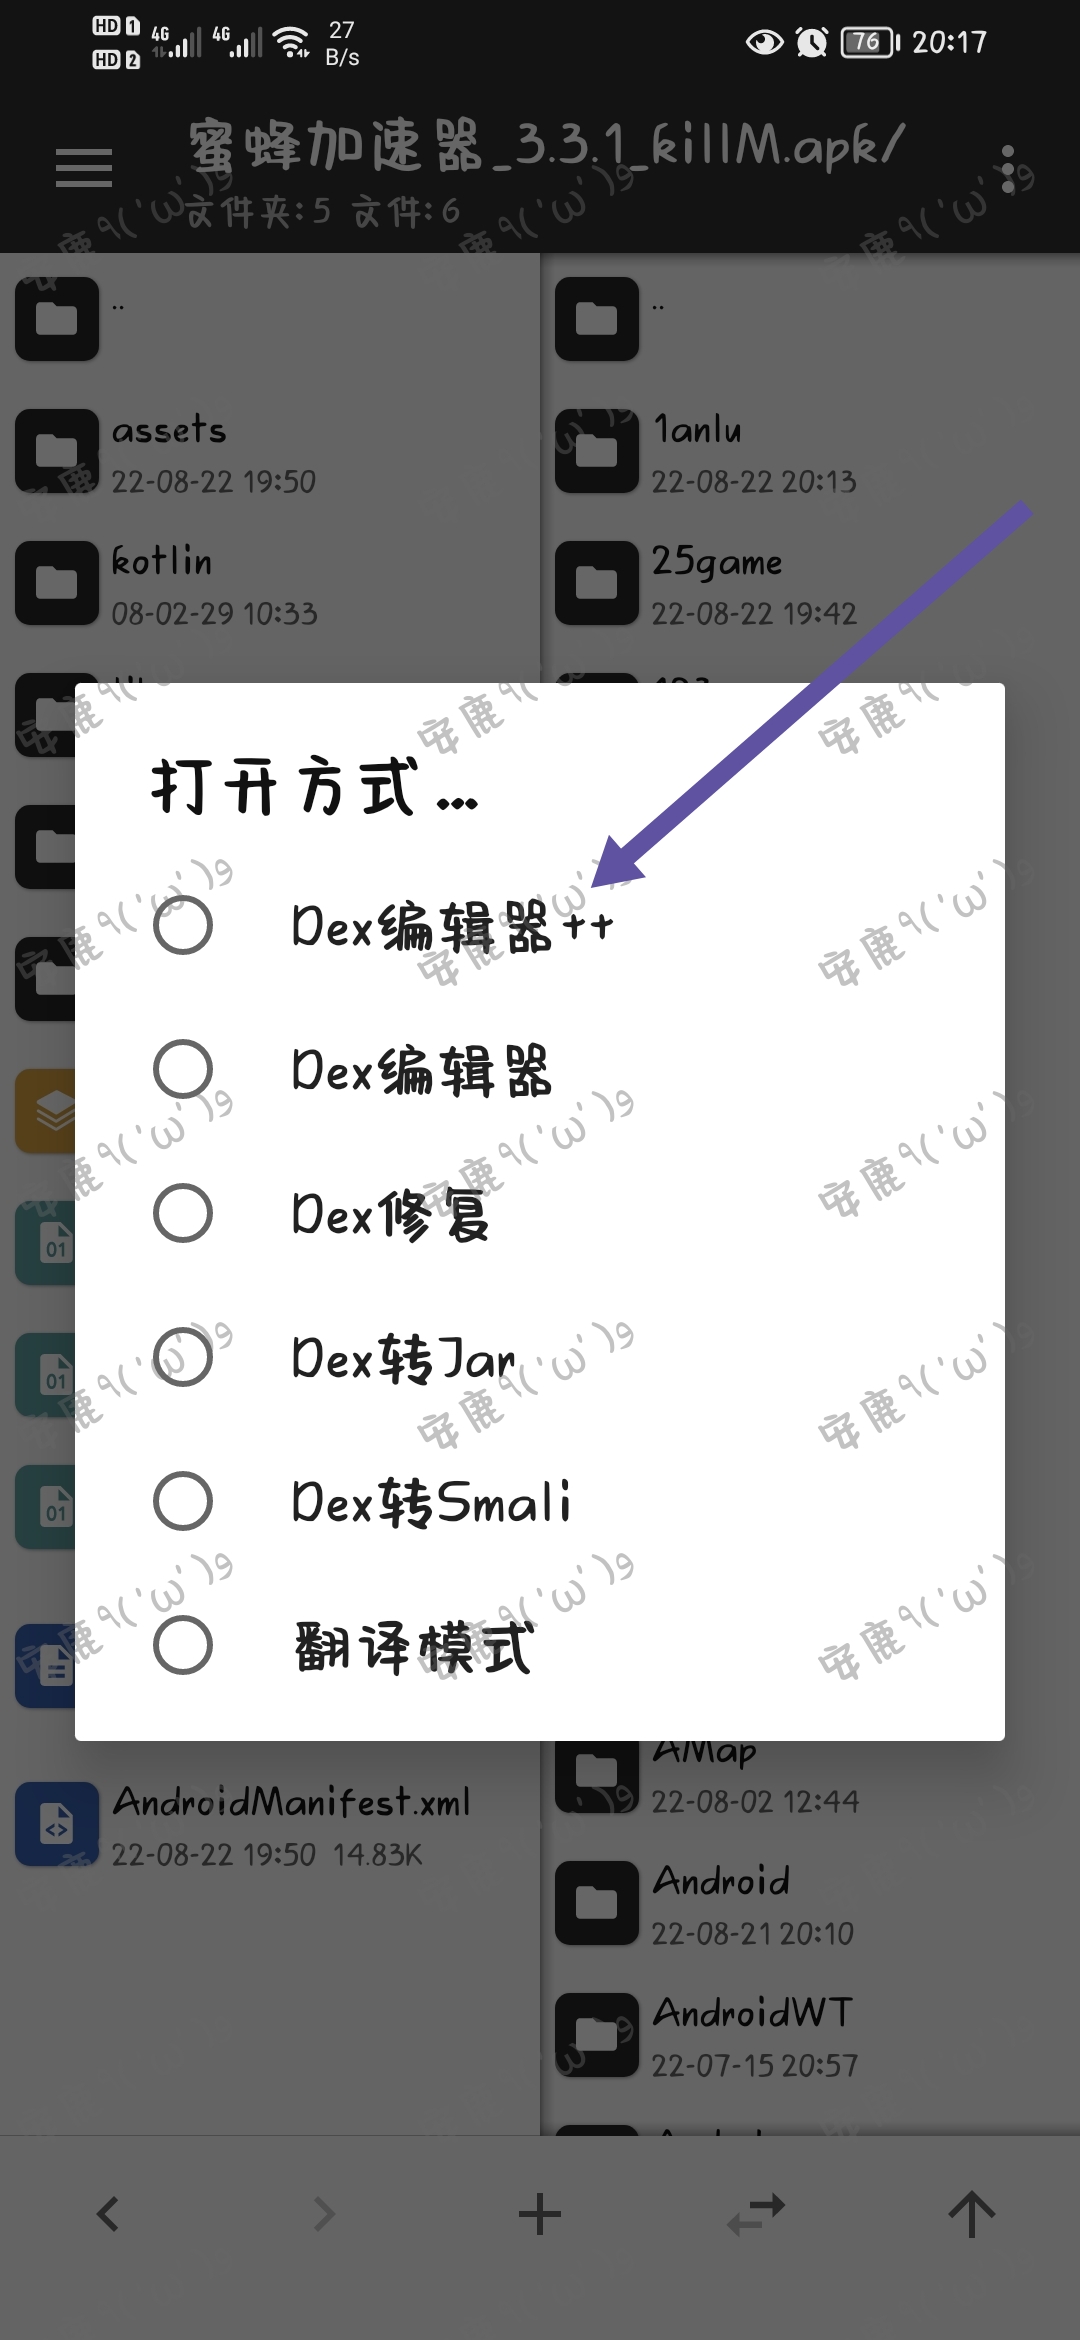 HD 1 4G 4G 27 76 20:17
HD 2 B/s
蜜蜂加速器_3.3.1_killM.apk/
文件夹:5 文件:6
..
..
assets
22-08-22 19:50
1anlu
22-08-22 20:13
kotlin
08-02-29 10:33
25game
22-08-22 19:42
打开方式...
Dex编辑器++
Dex编辑器
Dex修复
Dex转Jar
Dex转Smali
翻译模式
01
01
01
AMap
22-08-02 12:44
AndroidManifest.xml
22-08-22 19:50 14.83K
Android
22-08-21 20:10
AndroidWT
22-07-15 20:57
安鹿٩('ω')و